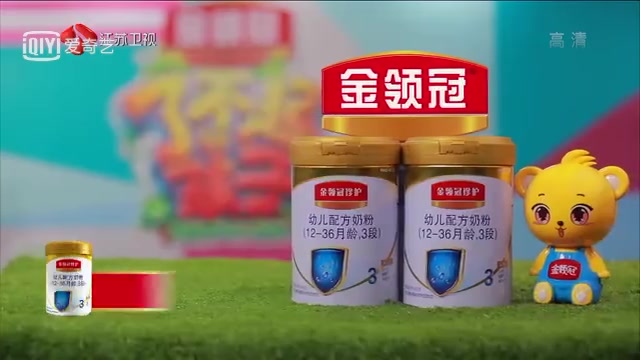 iQIYI 爱奇艺
江苏卫视
高清
金领冠
金领冠珍护
幼儿配方奶粉
(12-36月龄,3段)
3
金领冠珍护
幼儿配方奶粉
(12-36月龄,3段)
3
金领冠
幼儿配方奶粉
(12-36月龄,3段)
3